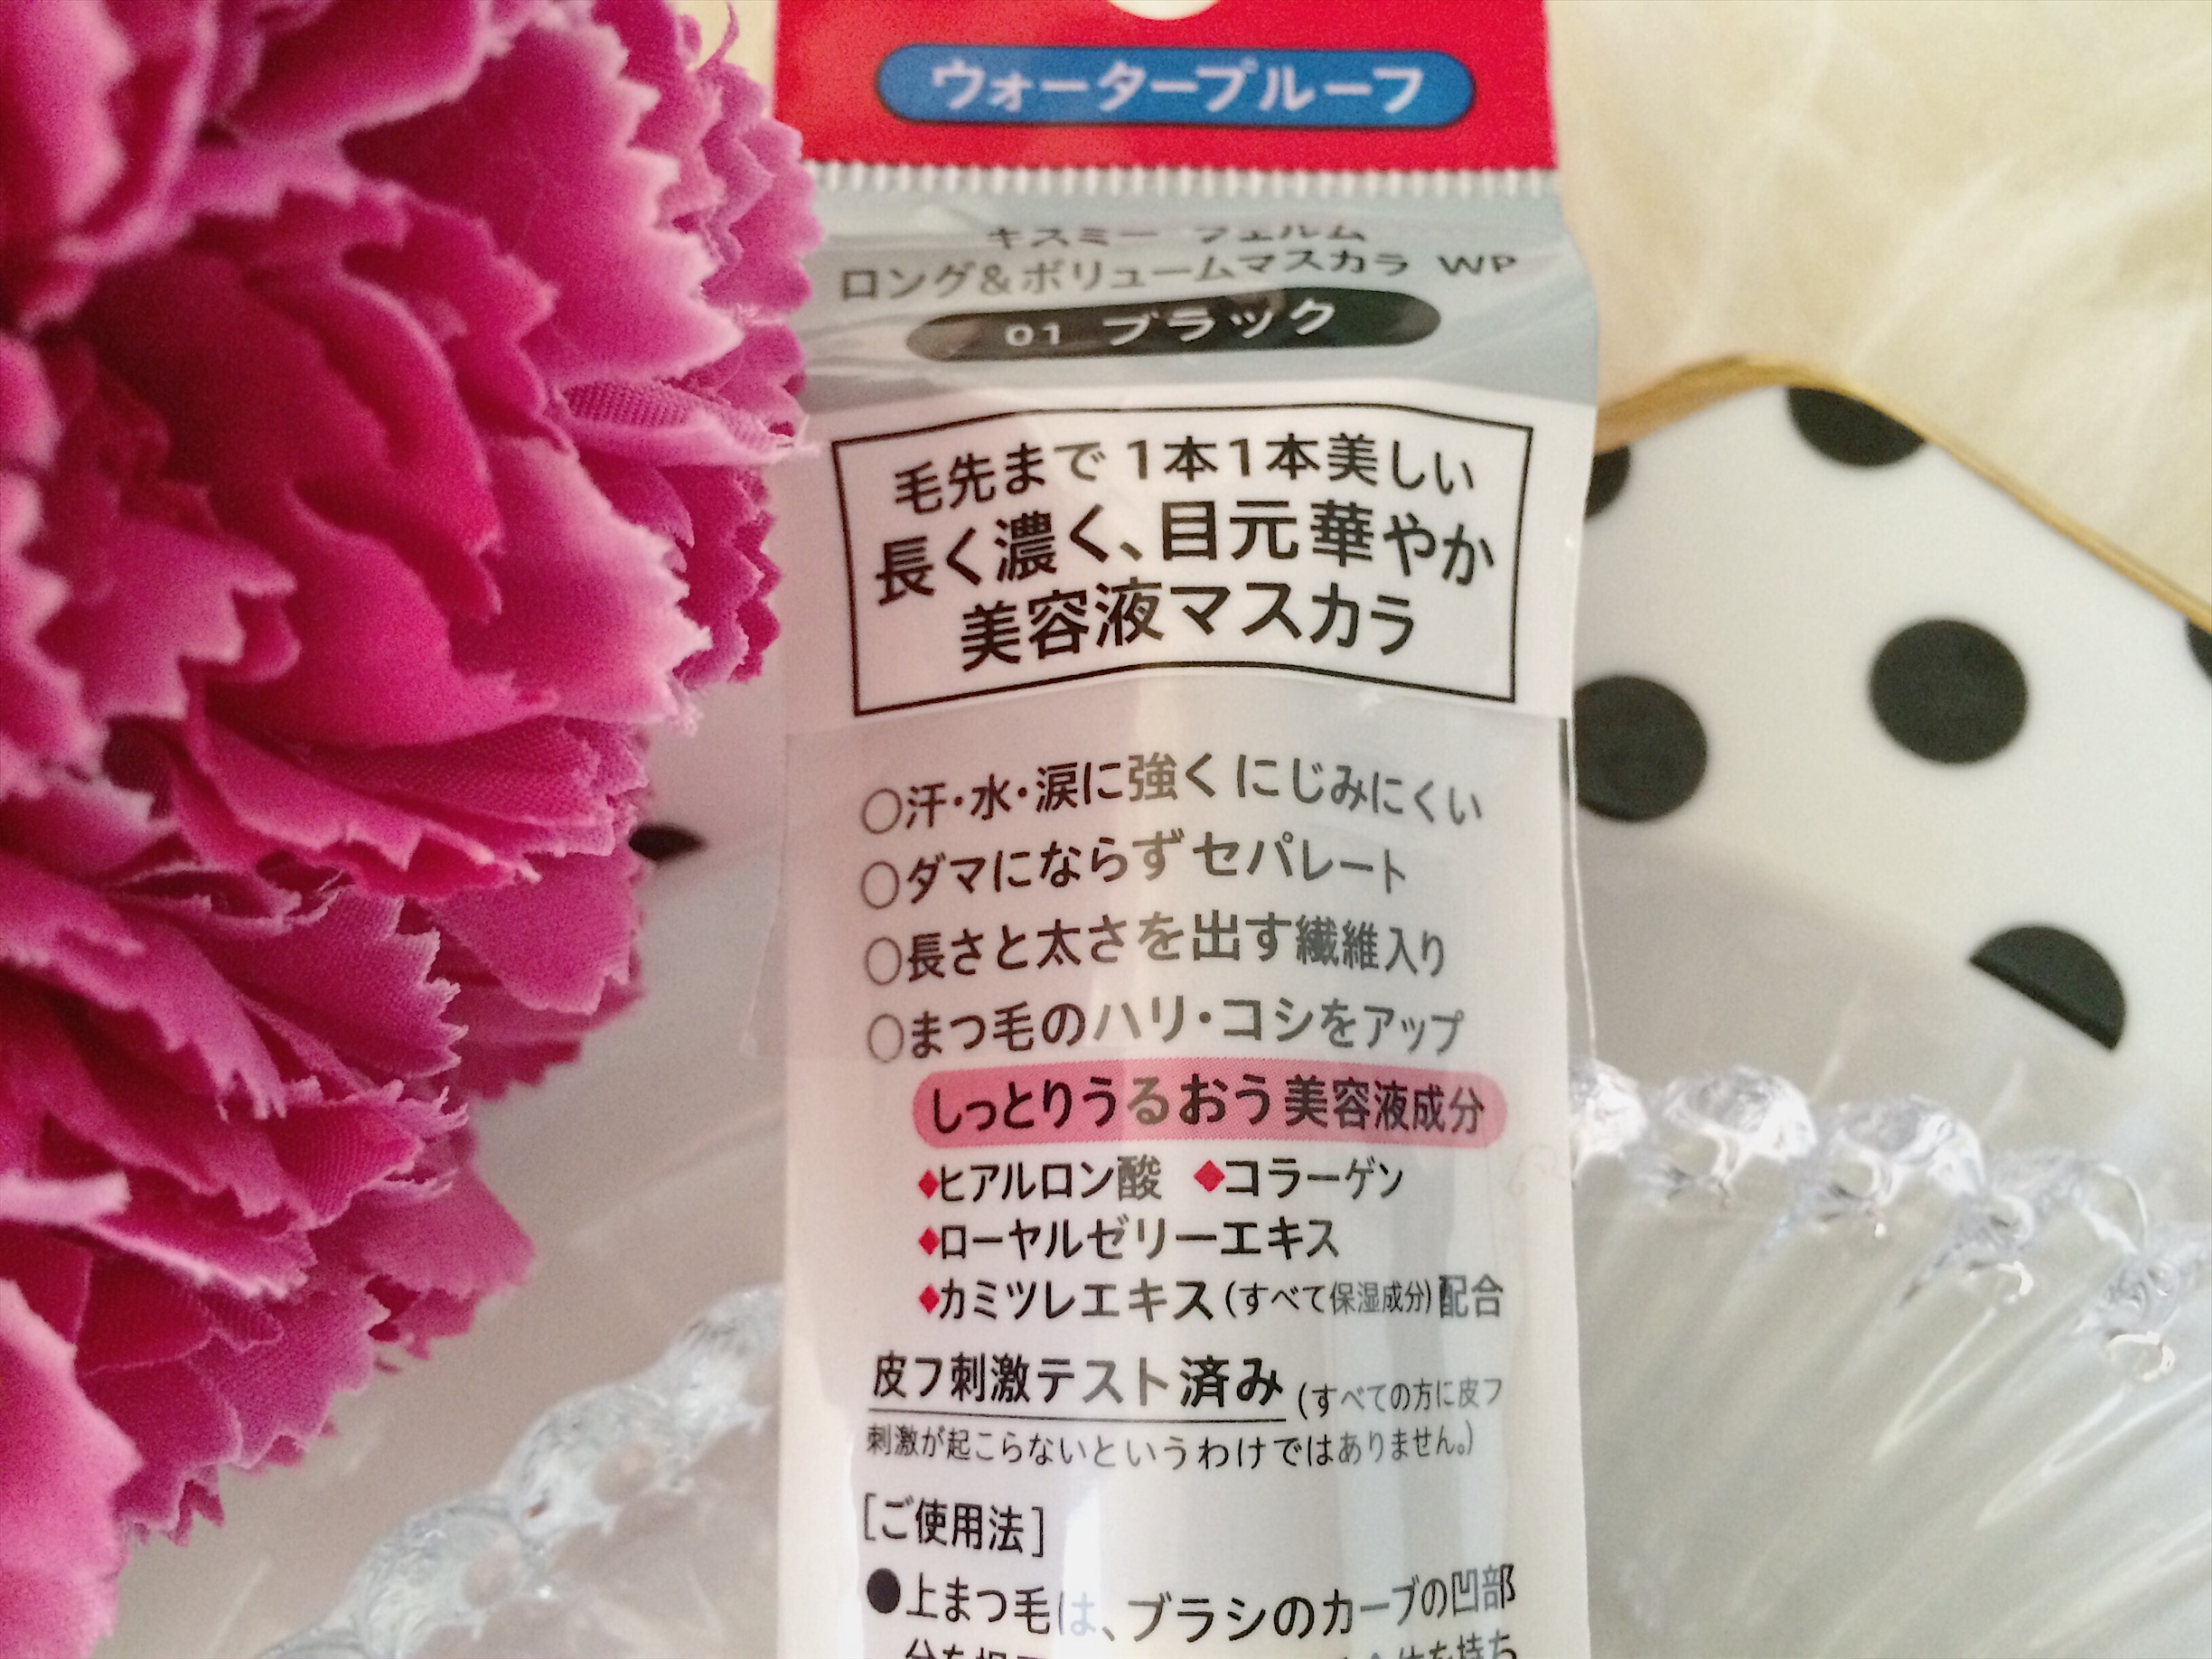 ウォータープルーフ
キスミー フェルム
ロング&ボリュームマスカラ WP
01 ブラック
毛先まで1本1本美しい
長く濃く、目元華やか
美容液マスカラ
○汗・水・涙に強くにじみにくい
○ダマにならずセパレート
○長さと太さを出す繊維入り
○まつ毛のハリ・コシをアップ
しっとりうるおう美容液成分
◆ヒアルロン酸 ◆コラーゲン
◆ローヤルゼリーエキス
◆カミツレエキス(すべて保湿成分)配合
皮フ刺激テスト済み(すべての方に皮フ
刺激が起こらないというわけではありません。)
[ご使用法]
●上まつ毛は、ブラシのカーブの凹部